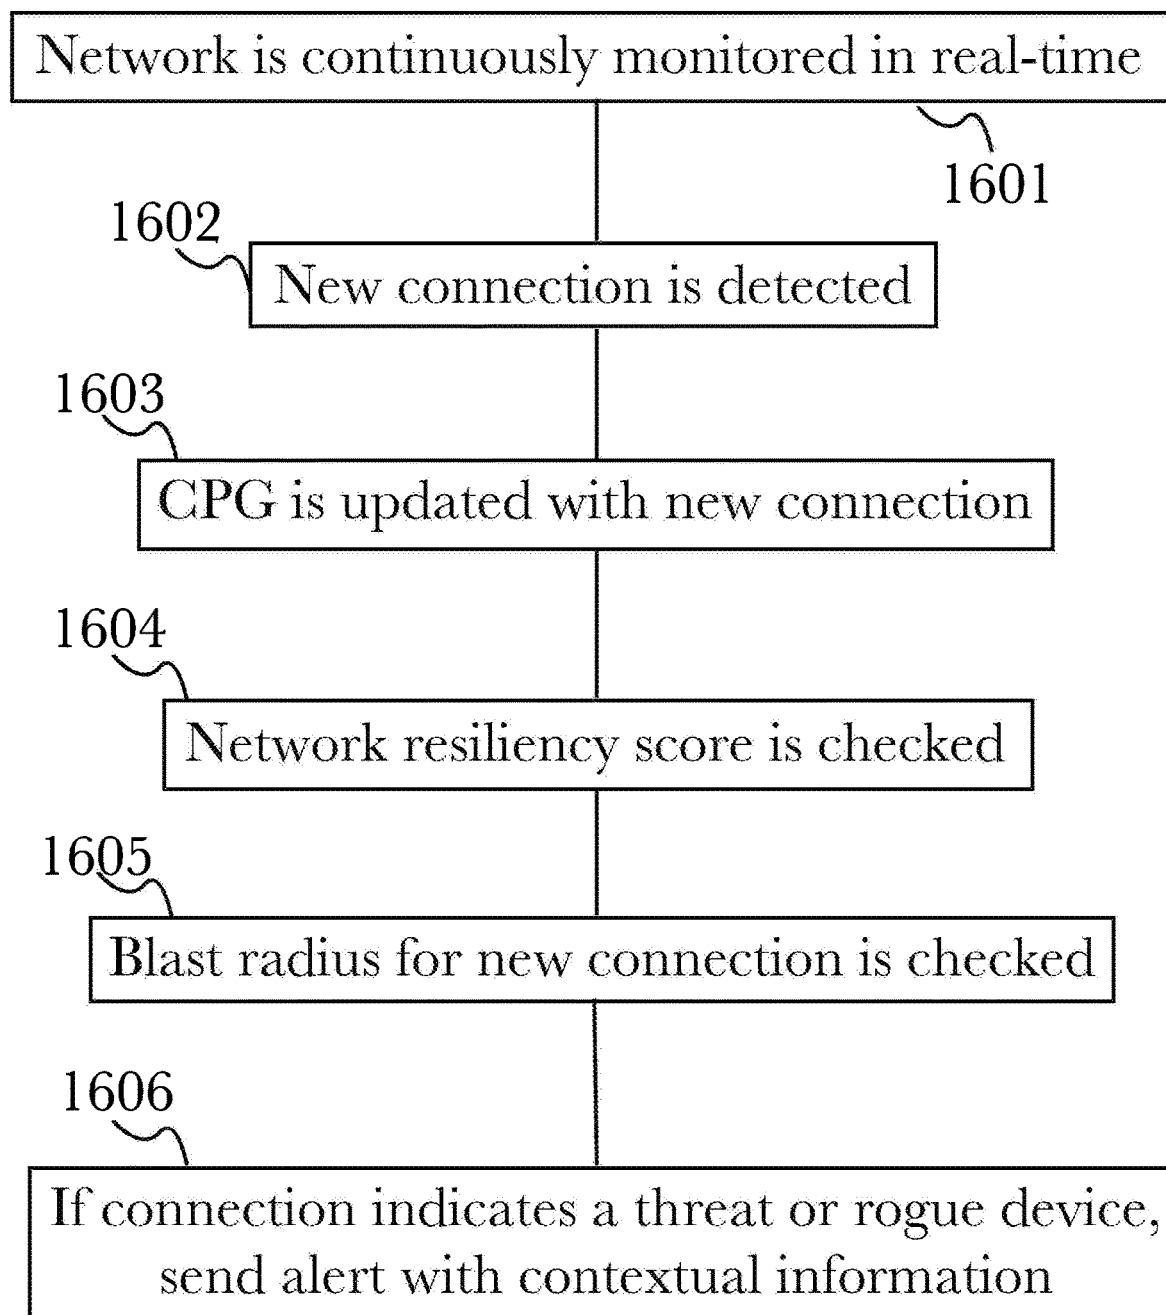 Network is continuously monitored in real-time
1601
1602
New connection is detected
1603
CPG is updated with new connection
1604
Network resiliency score is checked
1605
Blast radius for new connection is checked
1606
If connection indicates a threat or rogue device,
send alert with contextual information